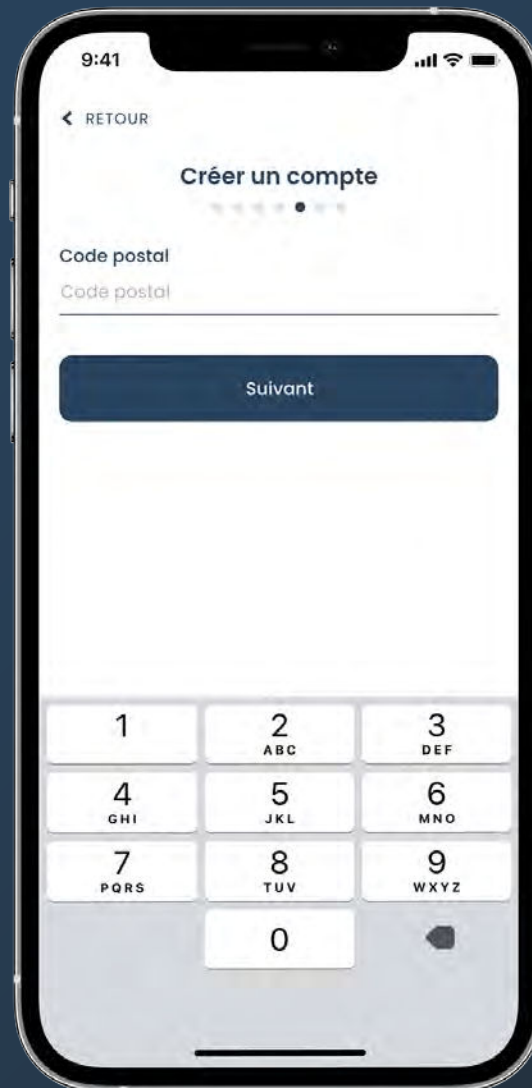 9:41
RETOUR
Créer un compte
Code postal
Code postal
Suivant
1
2
ABC
3
DEF
4
GHI
5
JKL
6
MNO
7
PQRS
8
TUV
9
WXYZ
0